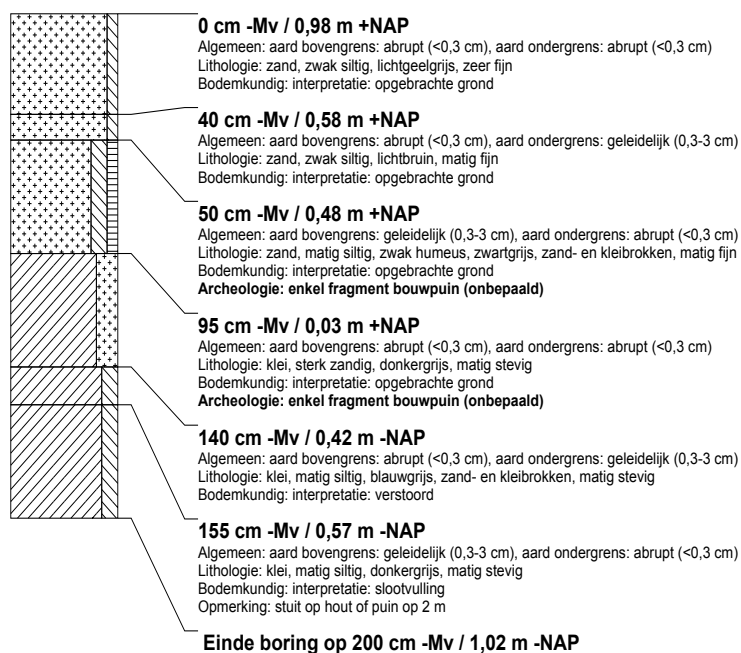 0 cm -Mv / 0,98 m +NAP
Algemeen: aard bovengrens: abrupt (<0,3 cm), aard ondergrens: abrupt (<0,3 cm)
Lithologie: zand, zwak siltig, lichtgeelgrijs, zeer fijn
Bodemkundig: interpretatie: opgebrachte grond
40 cm -Mv / 0,58 m +NAP
Algemeen: aard bovengrens: abrupt (<0,3 cm), aard ondergrens: geleidelijk (0,3-3 cm)
Lithologie: zand, zwak siltig, lichtbruin, matig fijn
Bodemkundig: interpretatie: opgebrachte grond
50 cm -Mv / 0,48 m +NAP
Algemeen: aard bovengrens: geleidelijk (0,3-3 cm), aard ondergrens: abrupt (<0,3 cm)
Lithologie: zand, matig siltig, zwak humeus, zwartgrijs, zand- en kleibrokken, matig fijn
Bodemkundig: interpretatie: opgebrachte grond
Archeologie: enkel fragment bouwpuin (onbepaald)
95 cm -Mv / 0,03 m +NAP
Algemeen: aard bovengrens: abrupt (<0,3 cm), aard ondergrens: abrupt (<0,3 cm)
Lithologie: klei, sterk zandig, donkergrijs, matig stevig
Bodemkundig: interpretatie: opgebrachte grond
Archeologie: enkel fragment bouwpuin (onbepaald)
140 cm -Mv / 0,42 m -NAP
Algemeen: aard bovengrens: abrupt (<0,3 cm), aard ondergrens: geleidelijk (0,3-3 cm)
Lithologie: klei, matig siltig, blauwgrijs, zand- en kleibrokken, matig stevig
Bodemkundig: interpretatie: verstoord
155 cm -Mv / 0,57 m -NAP
Algemeen: aard bovengrens: geleidelijk (0,3-3 cm), aard ondergrens: abrupt (<0,3 cm)
Lithologie: klei, matig siltig, donkergrijs, matig stevig
Bodemkundig: interpretatie: slootvulling
Opmerking: stuit op hout of puin op 2 m
Einde boring op 200 cm -Mv / 1,02 m -NAP